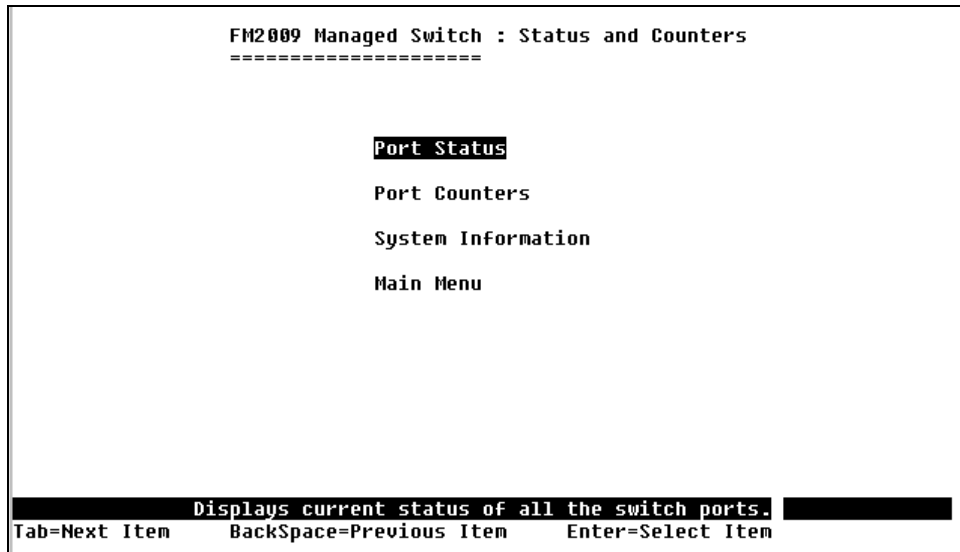 FM2009 Managed Switch : Status and Counters
=====================
Port Status
Port Counters
System Information
Main Menu
Displays current status of all the switch ports.
Tab=Next Item BackSpace=Previous Item Enter=Select Item